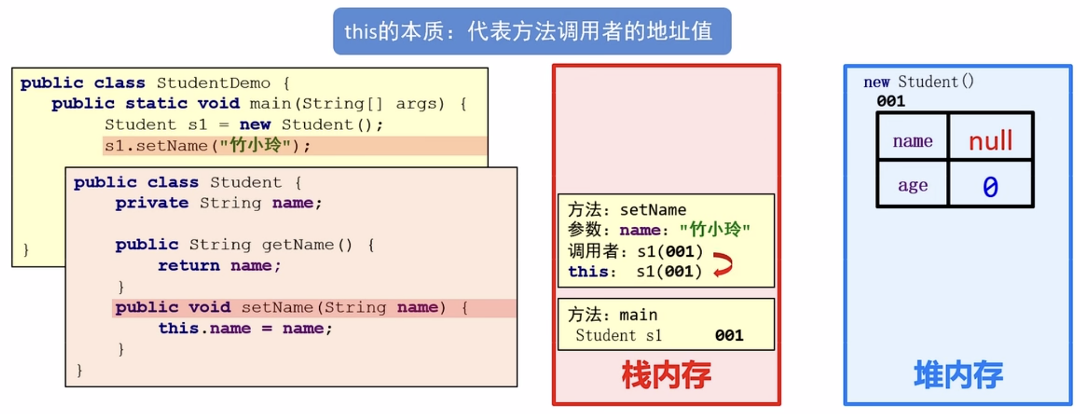 this的本质：代表方法调用者的地址值
public class StudentDemo {
public static void main(String[] args) {
Student s1 = new Student();
s1.setName("竹小玲");
}
public class Student {
private String name;
public String getName() {
return name;
}
public void setName(String name) {
this.name = name;
}
}
方法：setName
参数：name："竹小玲"
调用者：s1(001)
this： s1(001)
方法：main
Student s1 001
栈内存
new Student()
001
name null
age 0
堆内存